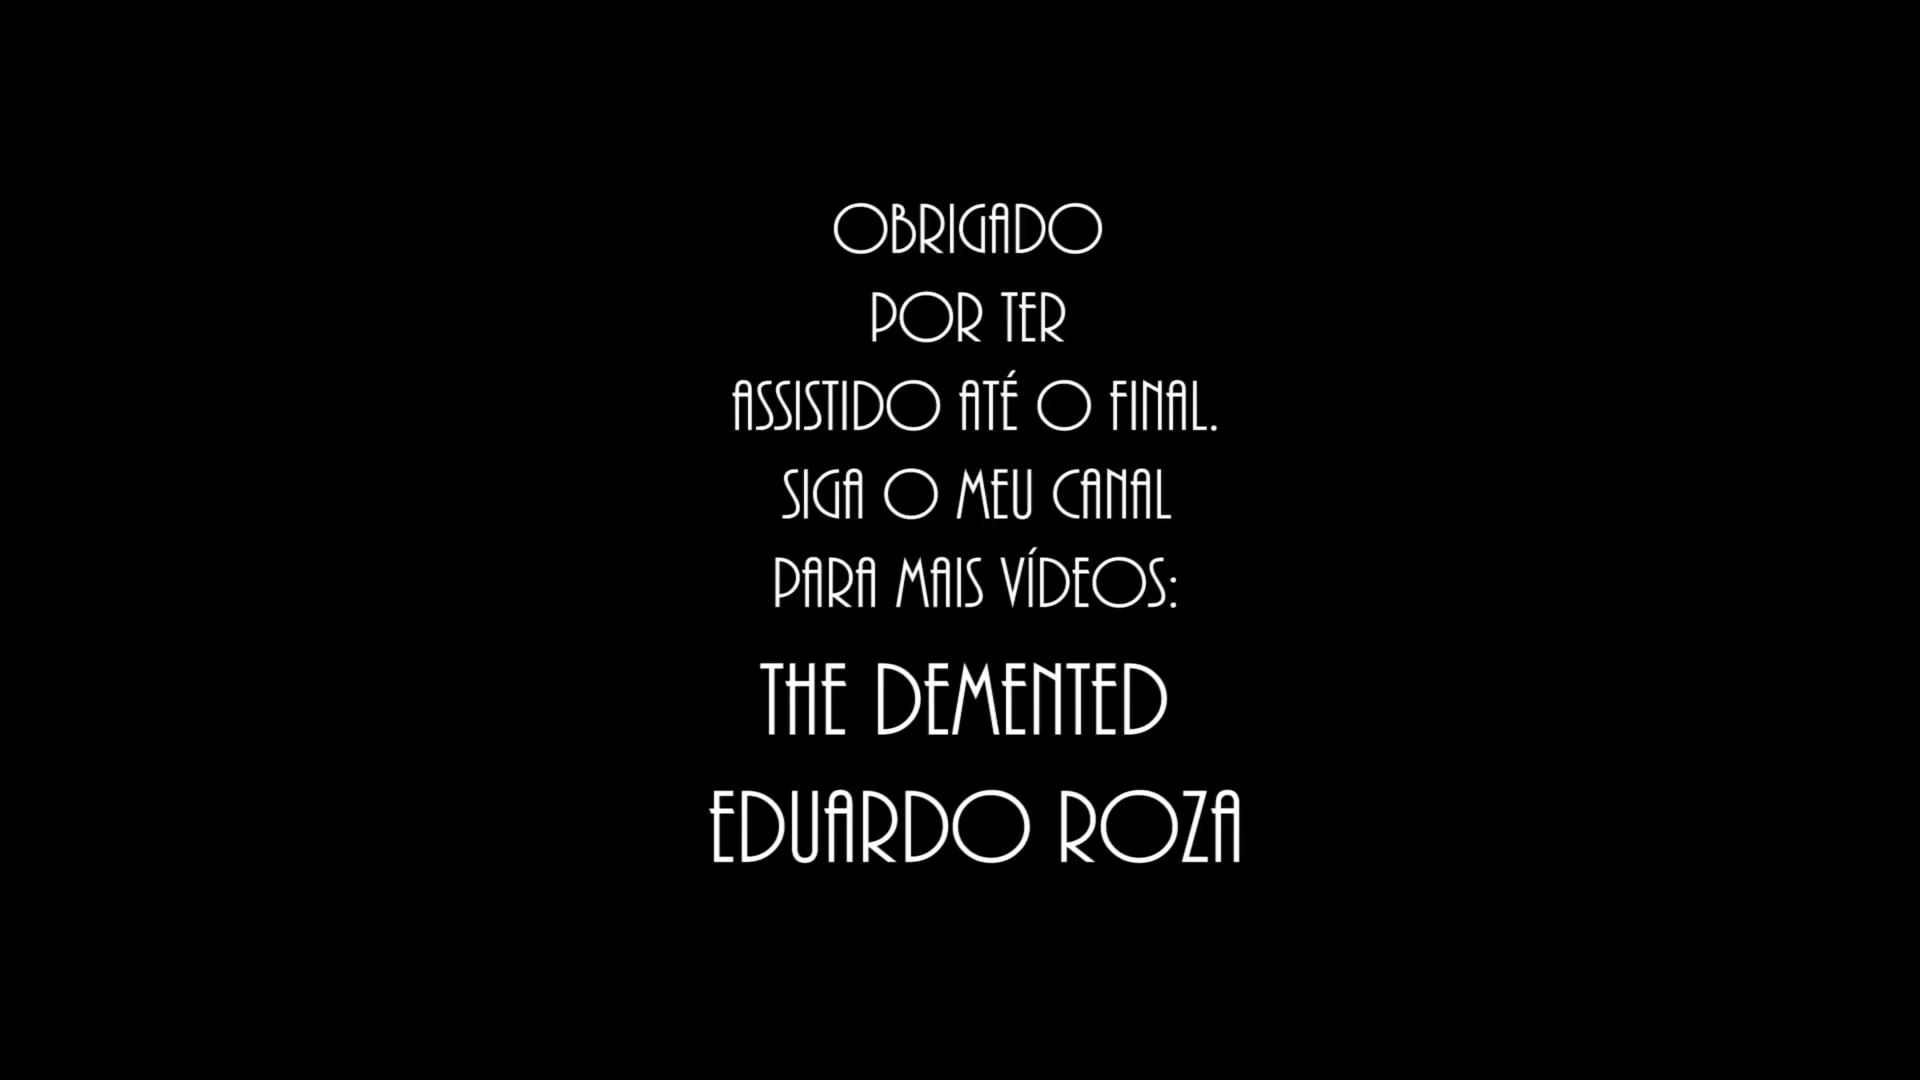 OBRIGADO
POR TER
ASSISTIDO ATÉ O FINAL.
SIGA O MEU CANAL
PARA MAIS VÍDEOS:
THE DEMENTED
EDUARDO ROZA